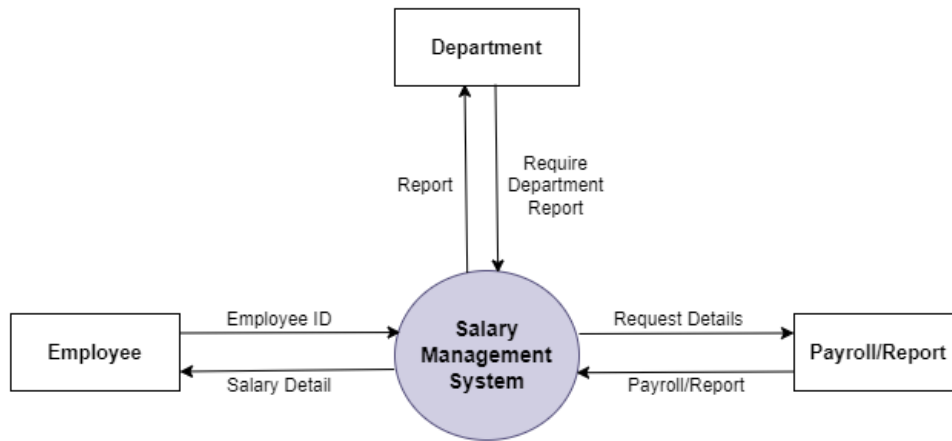 Department
Report
Require
Department
Report
Employee
Employee ID
Salary Detail
Salary
Management
System
Request Details
Payroll/Report
Payroll/Report